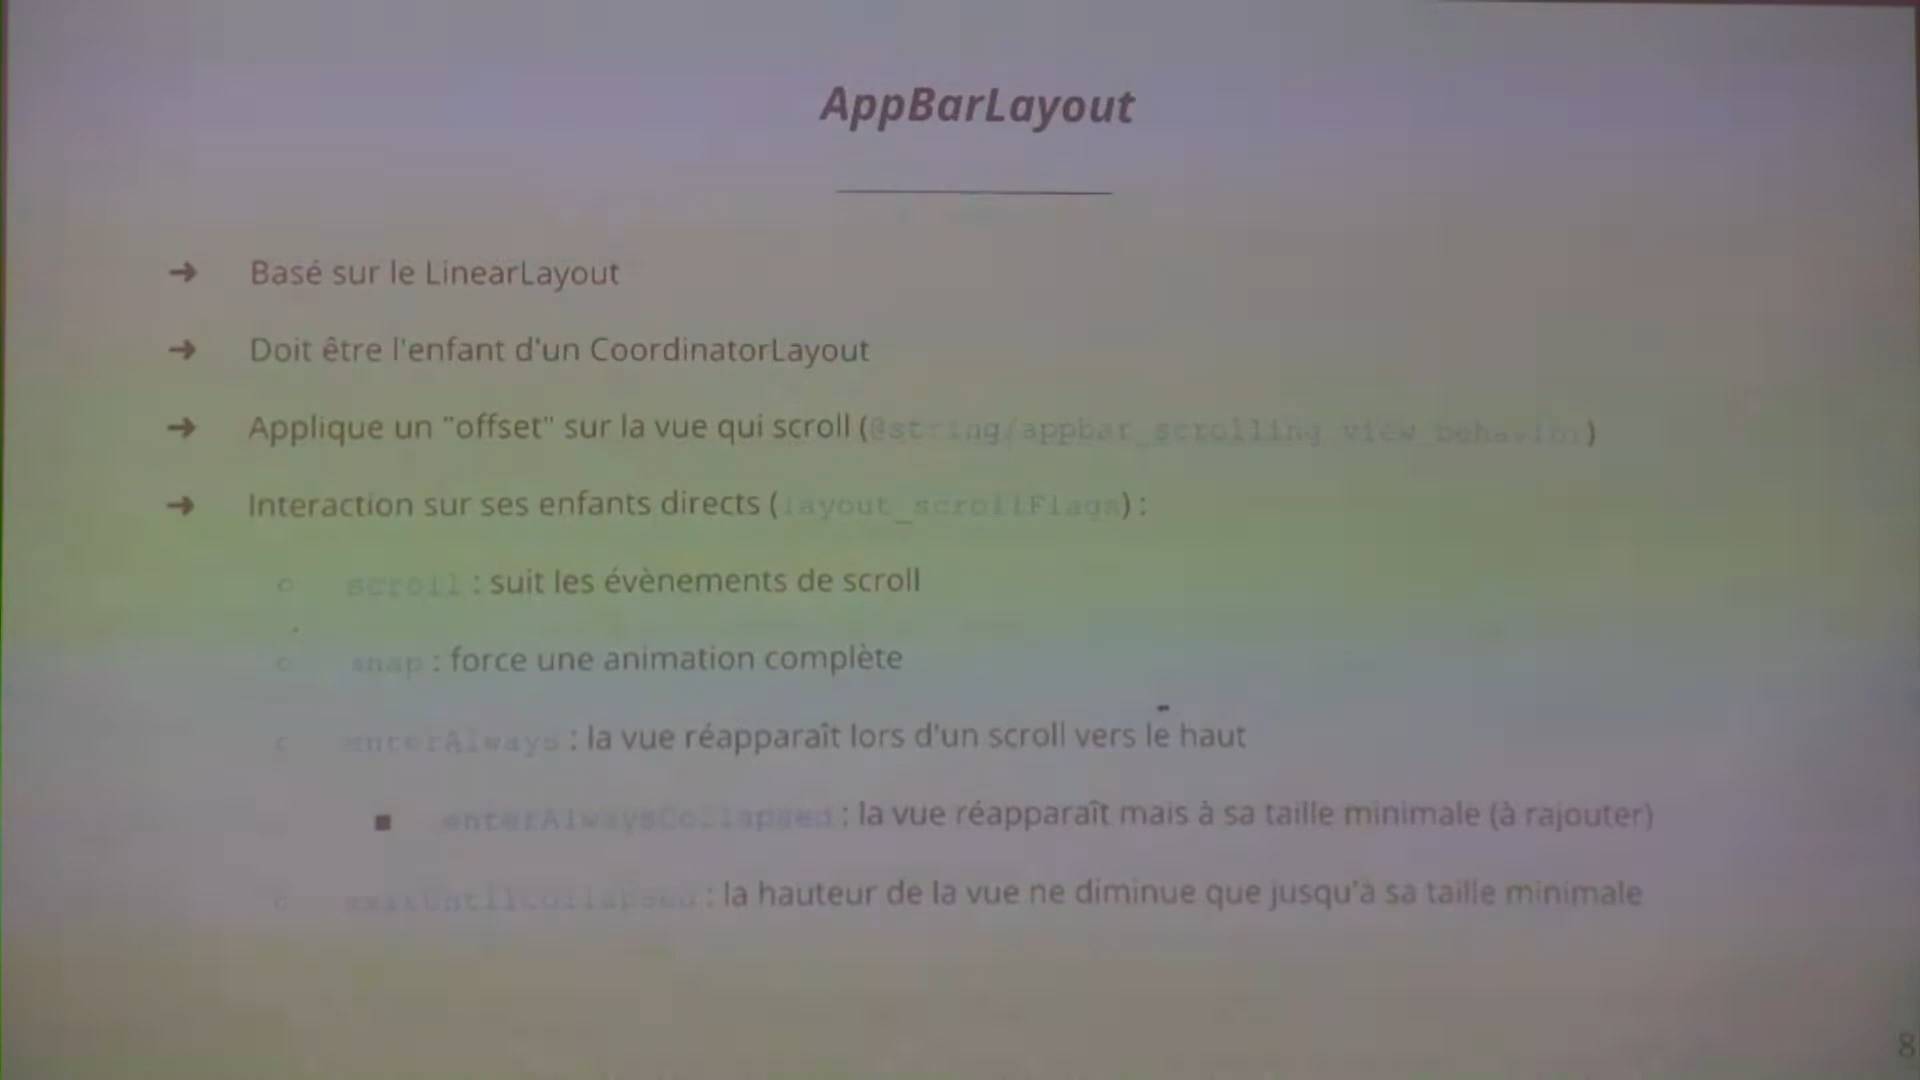 AppBarLayout
➔ Basé sur le LinearLayout
➔ Doit être l'enfant d'un CoordinatorLayout
➔ Applique un "offset" sur la vue qui scroll (@string/appbar_scrolling_view_behavior)
➔ Interaction sur ses enfants directs (layout_scrollFlags) :
○ scroll : suit les évènements de scroll
○ snap : force une animation complète
○ enterAlways : la vue réapparaît lors d'un scroll vers le haut
■ enterAlwaysCollapsed : la vue réapparaît mais à sa taille minimale (à rajouter)
○ exitUntilCollapsed : la hauteur de la vue ne diminue que jusqu'à sa taille minimale
8